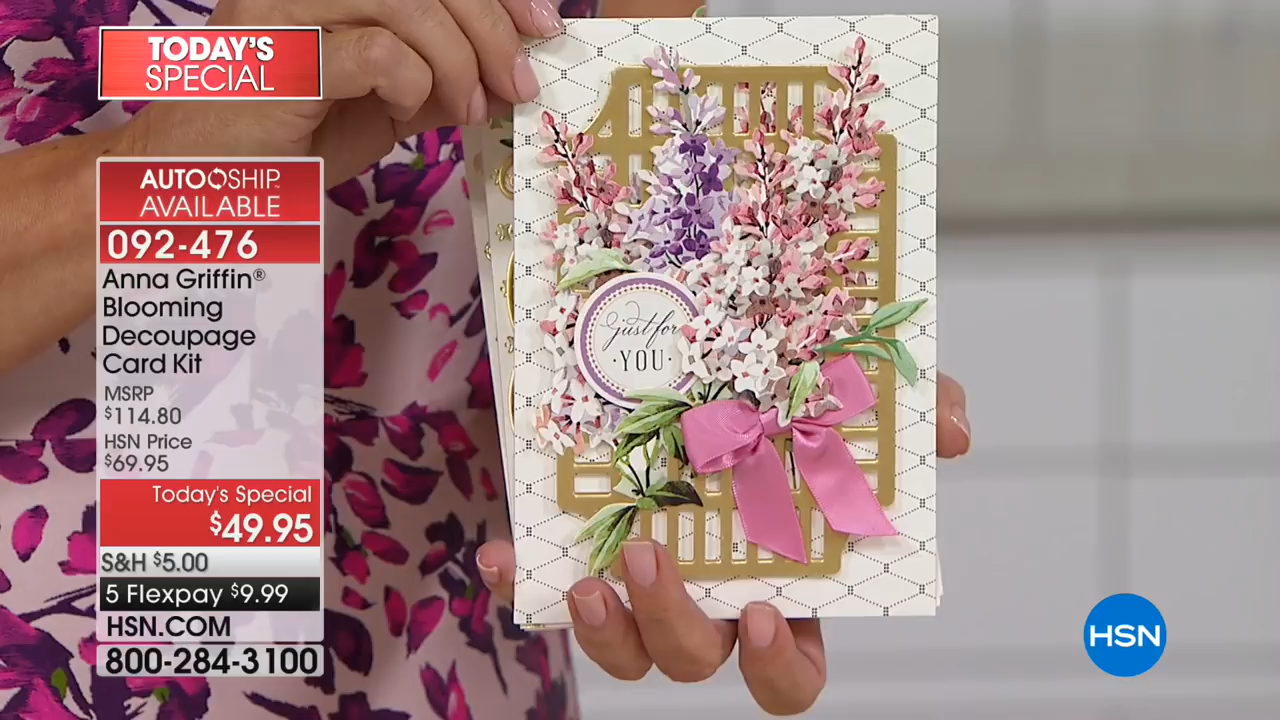 TODAY'S
SPECIAL
AUTOSHIP™
AVAILABLE
092-476
Anna Griffin®
Blooming
Decoupage
Card Kit
MSRP
$114.80
HSN Price
$69.95
Today's Special
$49.95
S&H $5.00
5 Flexpay $9.99
HSN.COM
800-284-3100
just for
·YOU·
HSN